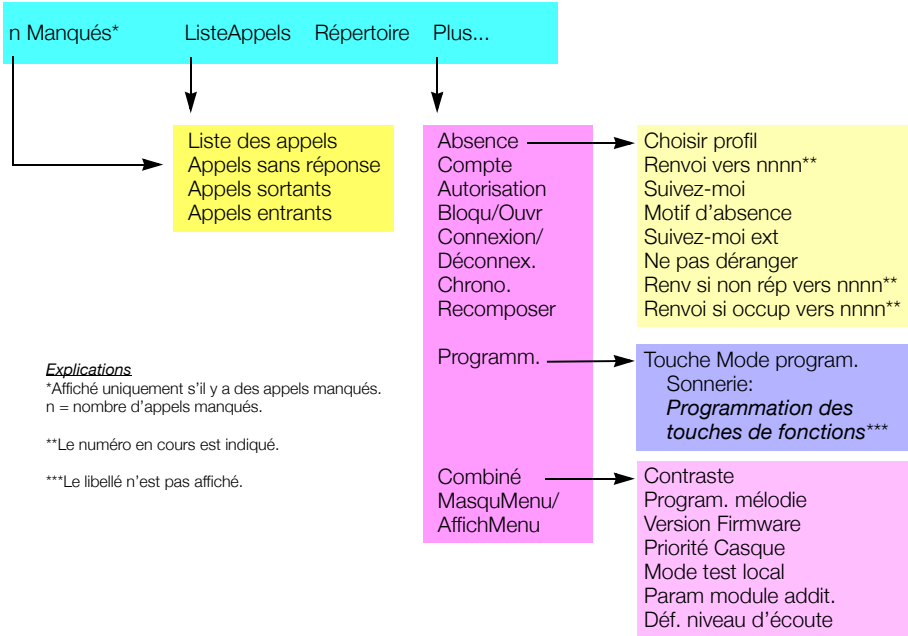 n Manqués* ListeAppels Répertoire Plus...
Liste des appels
Appels sans réponse
Appels sortants
Appels entrants
Absence
Compte
Autorisation
Bloqu/Ouvr
Connexion/
Déconnex.
Chrono.
Recomposer
Programm.
Combiné
MasquMenu/
AffichMenu
Choisir profil
Renvoi vers nnnn**
Suivez-moi
Motif d'absence
Suivez-moi ext
Ne pas déranger
Renv si non rép vers nnnn**
Renvoi si occup vers nnnn**
Touche Mode program.
Sonnerie:
Programmation des
touches de fonctions***
Contraste
Program. mélodie
Version Firmware
Priorité Casque
Mode test local
Param module addit.
Déf. niveau d'écoute
Explications
*Affiché uniquement s'il y a des appels manqués.
n = nombre d'appels manqués.
**Le numéro en cours est indiqué.
***Le libellé n'est pas affiché.